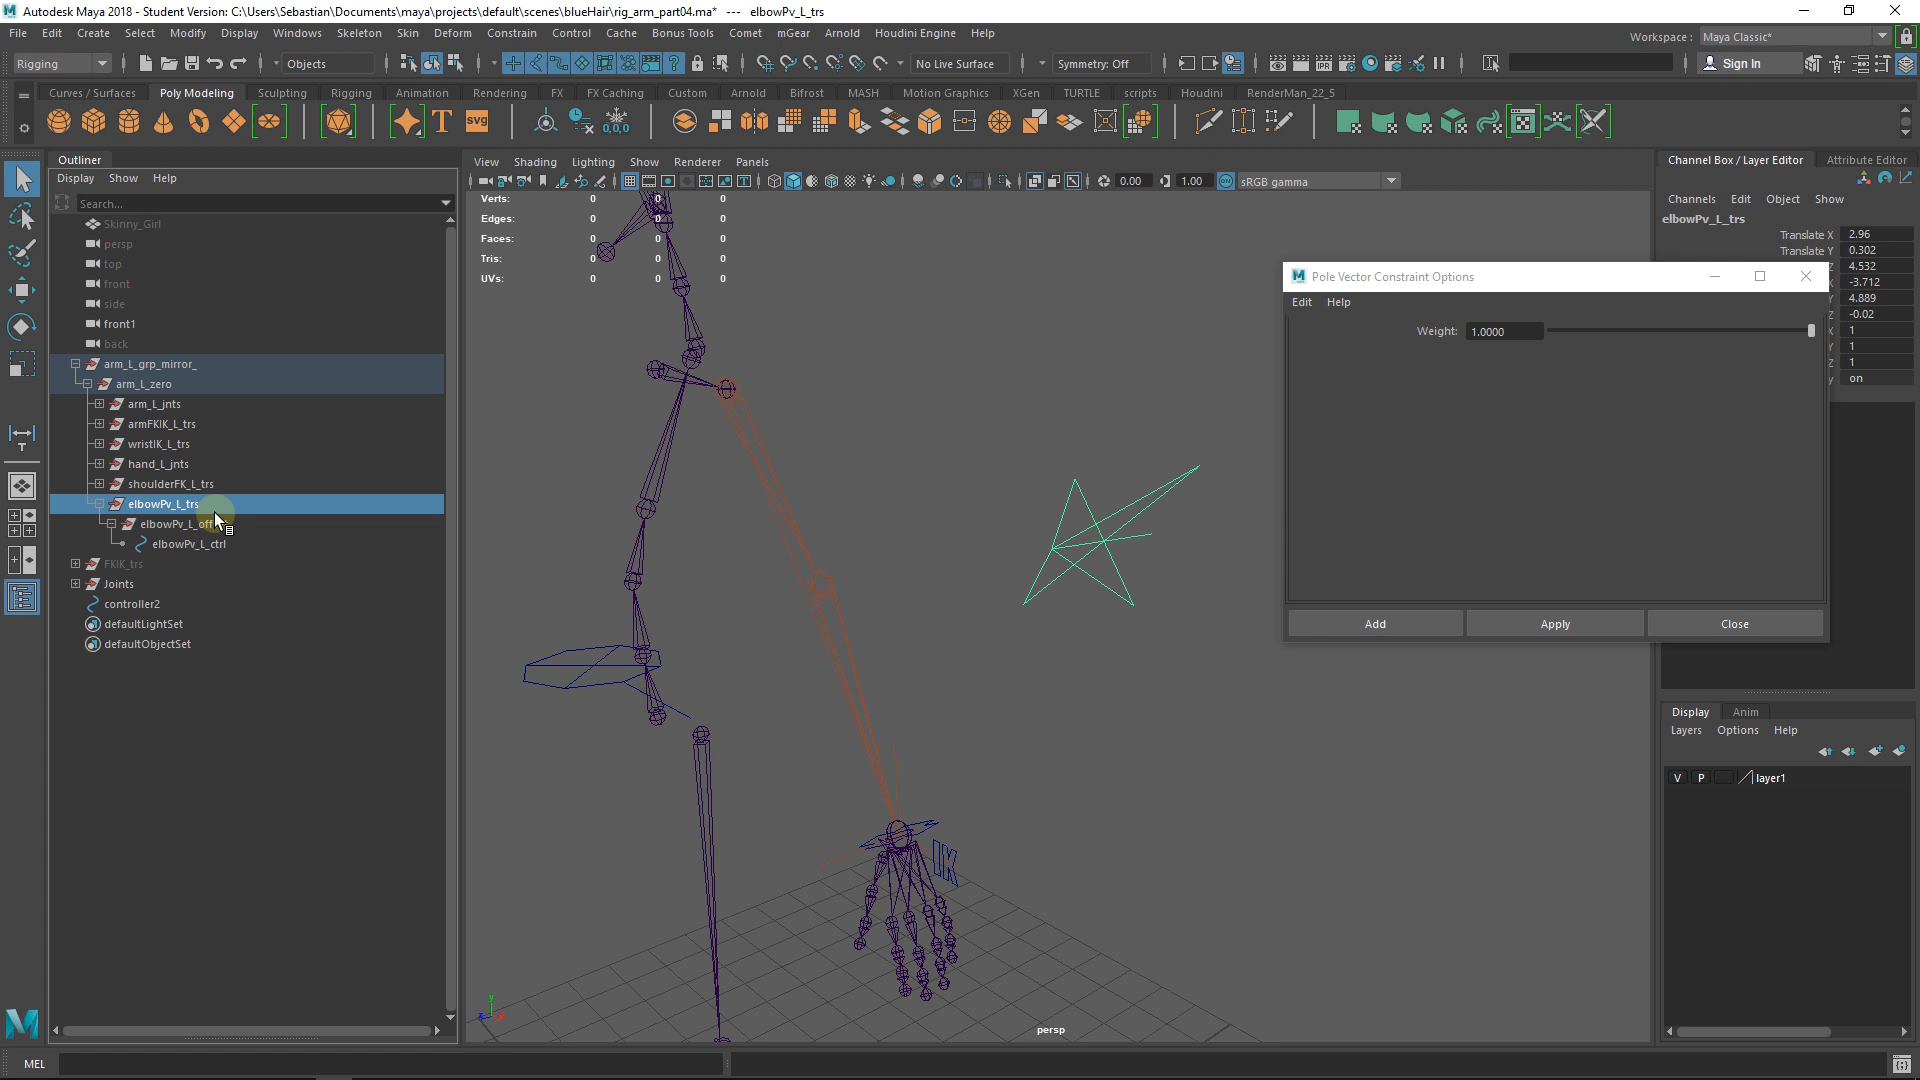 Autodesk Maya 2018 - Student Version: C:\Users\Sebastian\Documents\maya\projects\default\scenes\blueHair\rig_arm_part04.ma* --- elbowPv_L_trs
File Edit Create Select Modify Display Windows Skeleton Skin Deform Constrain Control Cache Bonus Tools Comet mGear Arnold Houdini Engine Help
Workspace : Maya Classic*
Rigging Objects No Live Surface Symmetry: Off Sign In
Curves / Surfaces Poly Modeling Sculpting Rigging Animation Rendering FX FX Caching Custom Arnold Bifrost MASH Motion Graphics XGen TURTLE scripts Houdini RenderMan_22_5
T svg 0,0,0
Outliner
Display Show Help
Search...
Skinny_Girl
persp
top
front
side
front1
back
arm_L_grp_mirror_
arm_L_zero
arm_L_jnts
armFKIK_L_trs
wristIK_L_trs
hand_L_jnts
shoulderFK_L_trs
elbowPv_L_trs
elbowPv_L_off
elbowPv_L_ctrl
FKIK_trs
Joints
controller2
defaultLightSet
defaultObjectSet
View Shading Lighting Show Renderer Panels
0.00 1.00 ON sRGB gamma
Verts: 0 0 0
Edges: 0 0 0
Faces: 0 0 0
Tris: 0 0 0
UVs: 0 0 0
IK
persp
Pole Vector Constraint Options
Edit Help
Weight: 1.0000
Add Apply Close
Channel Box / Layer Editor Attribute Editor
Channels Edit Object Show
elbowPv_L_trs
Translate X 2.96
Translate Y 0.302
Z 4.532
X -3.712
Y 4.889
Z -0.02
X 1
Y 1
Z 1
y on
Display Anim
Layers Options Help
V P layer1
MEL